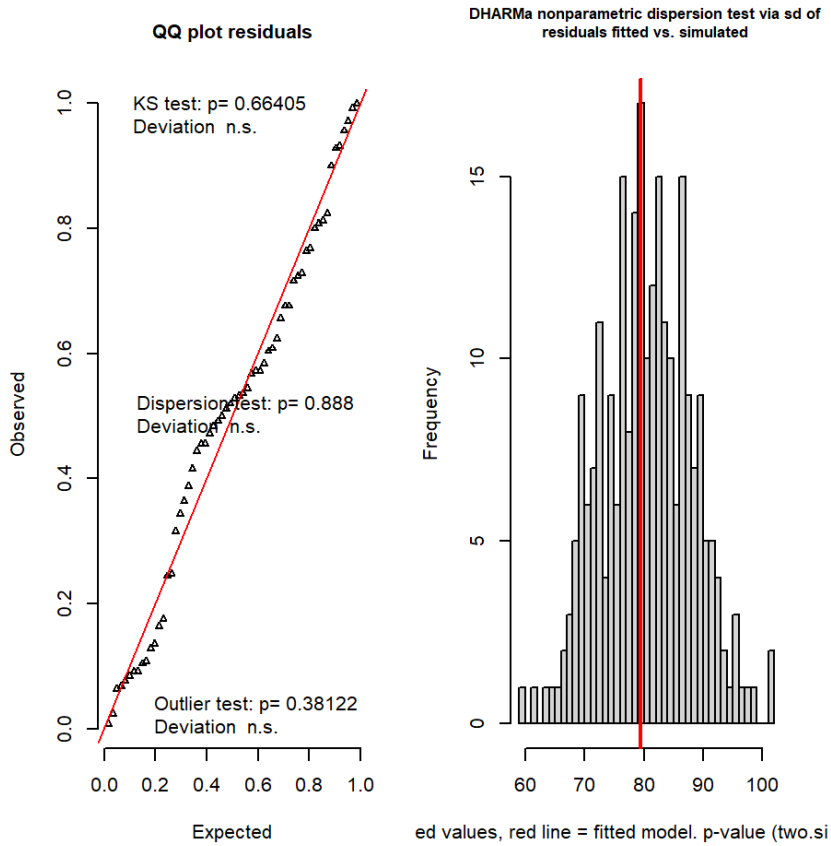 QQ plot residuals
KS test: p= 0.66405
Deviation n.s.
Dispersion test: p= 0.888
Deviation n.s.
Outlier test: p= 0.38122
Deviation n.s.
Observed
0.0 0.2 0.4 0.6 0.8 1.0
0.0 0.2 0.4 0.6 0.8 1.0
Expected
DHARMa nonparametric dispersion test via sd of
residuals fitted vs. simulated
Frequency
0 5 10 15
60 70 80 90 100
ed values, red line = fitted model. p-value (two.si